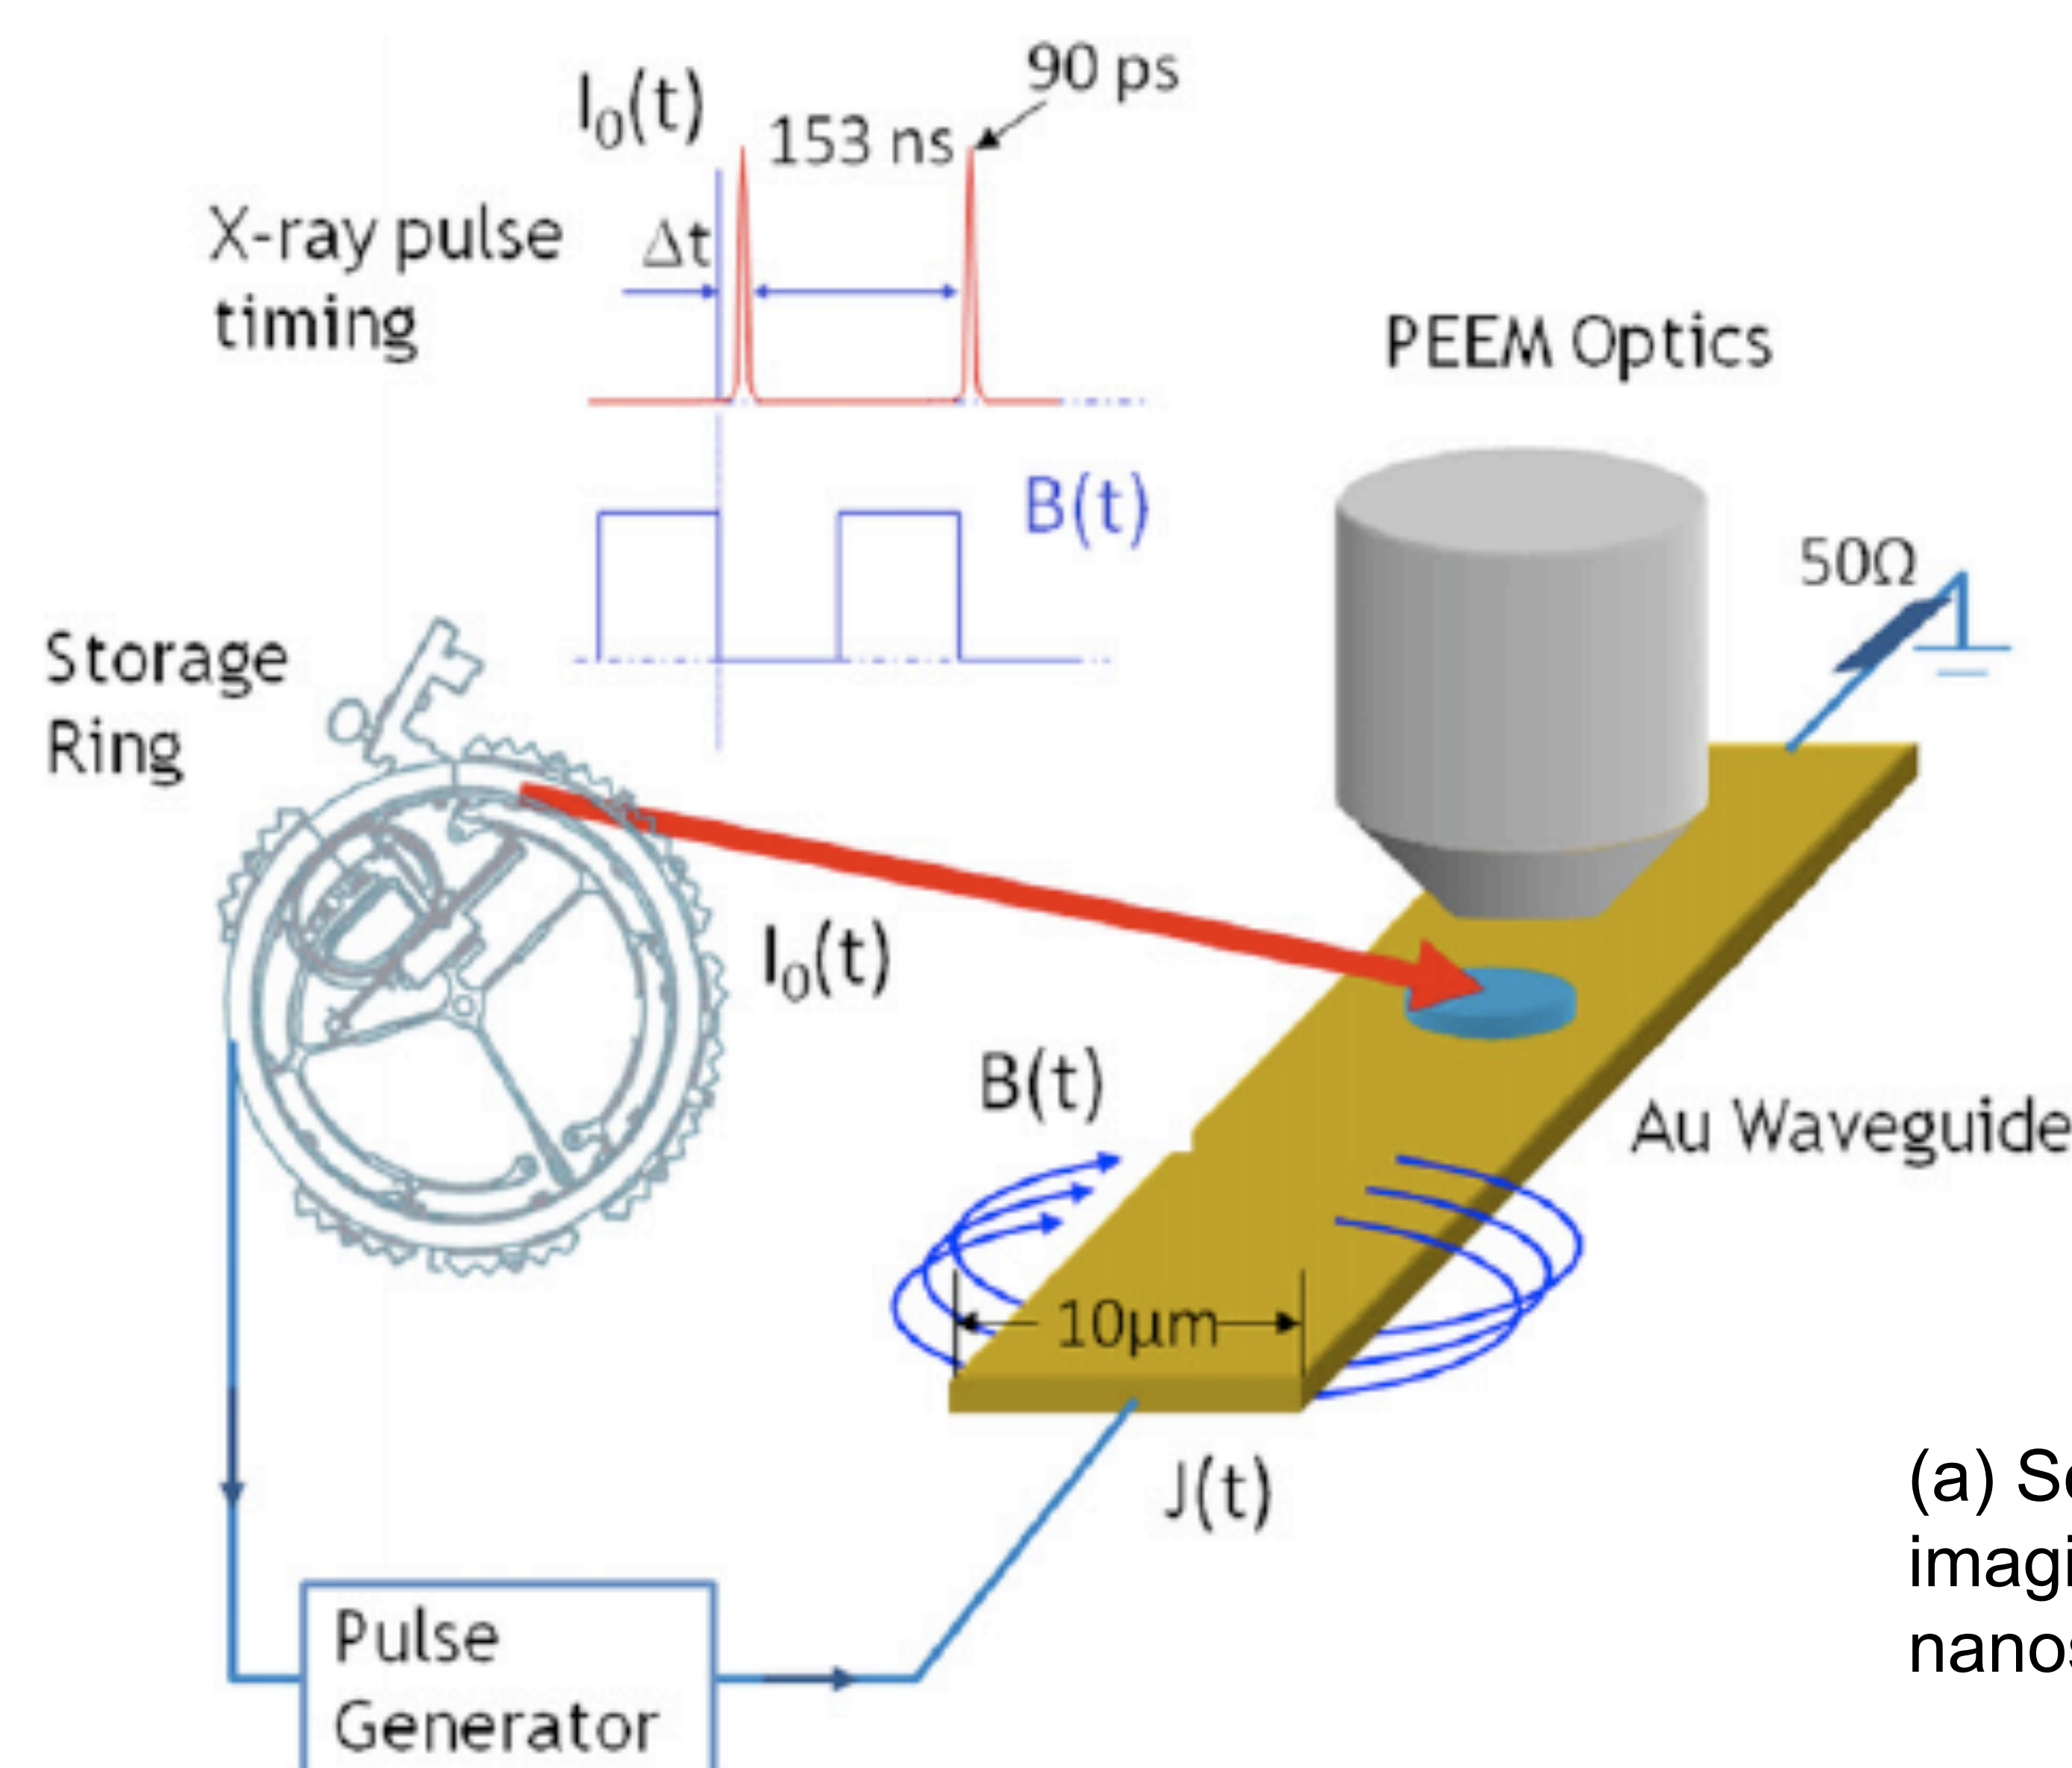 90 ps
I₀(t)
153 ns
X-ray pulse
timing
Δt
PEEM Optics
B(t)
50Ω
Storage
Ring
I₀(t)
B(t)
Au Waveguide
10μm
J(t)
(a)
Pulse
Generator